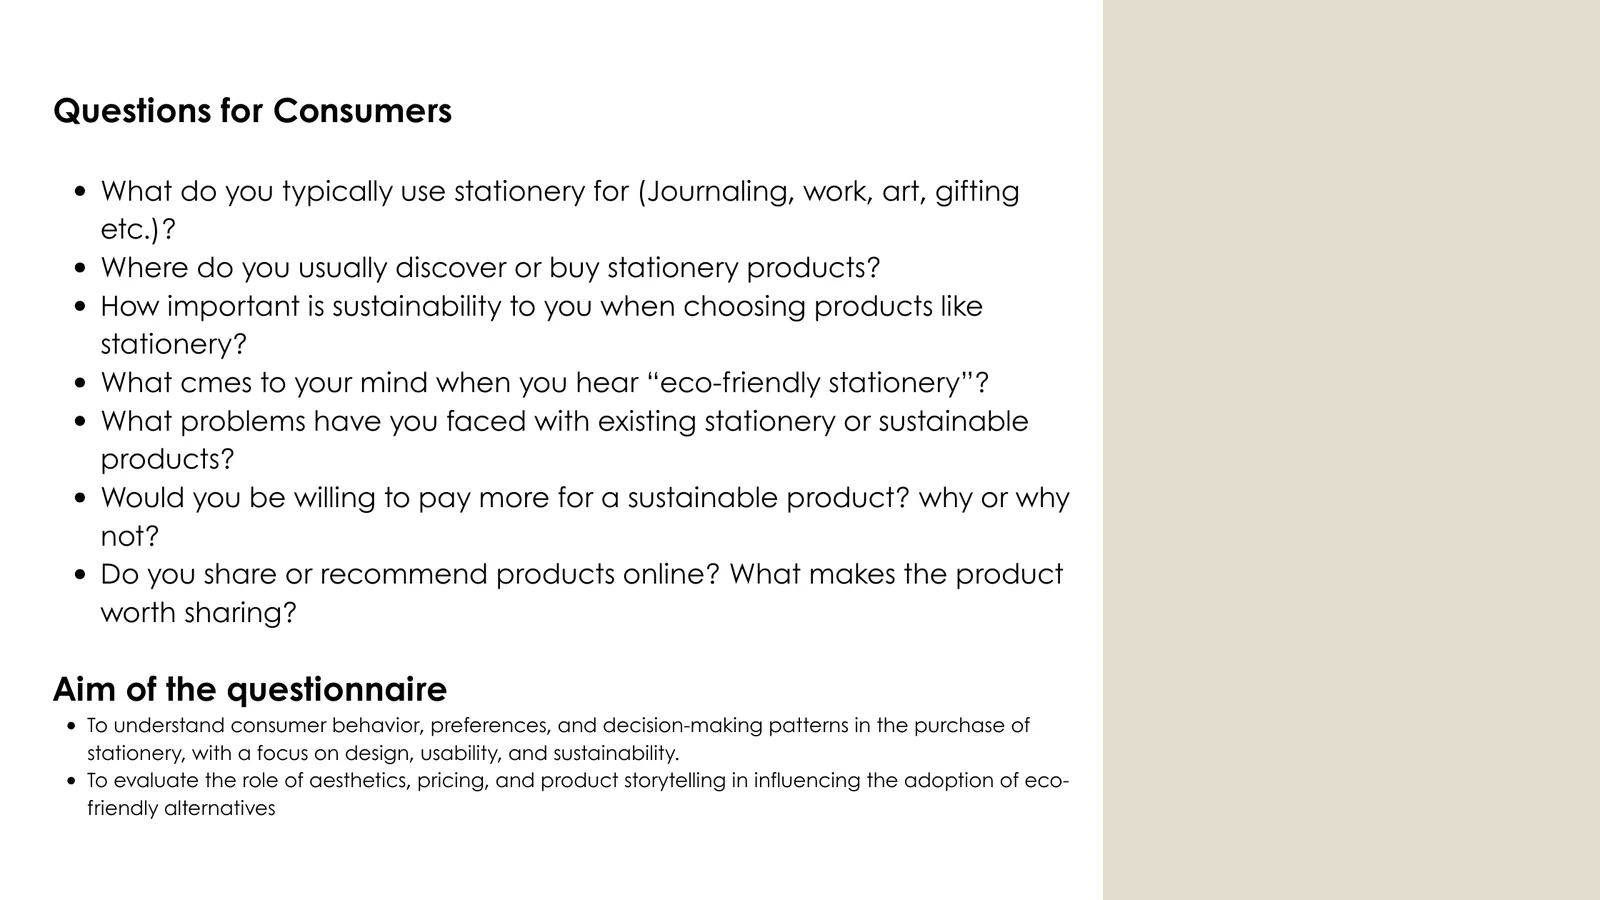 Questions for Consumers
• What do you typically use stationery for (Journaling, work, art, gifting
etc.)?
• Where do you usually discover or buy stationery products?
• How important is sustainability to you when choosing products like
stationery?
• What cmes to your mind when you hear “eco-friendly stationery”?
• What problems have you faced with existing stationery or sustainable
products?
• Would you be willing to pay more for a sustainable product? why or why
not?
• Do you share or recommend products online? What makes the product
worth sharing?
Aim of the questionnaire
• To understand consumer behavior, preferences, and decision-making patterns in the purchase of
stationery, with a focus on design, usability, and sustainability.
• To evaluate the role of aesthetics, pricing, and product storytelling in influencing the adoption of eco-
friendly alternatives